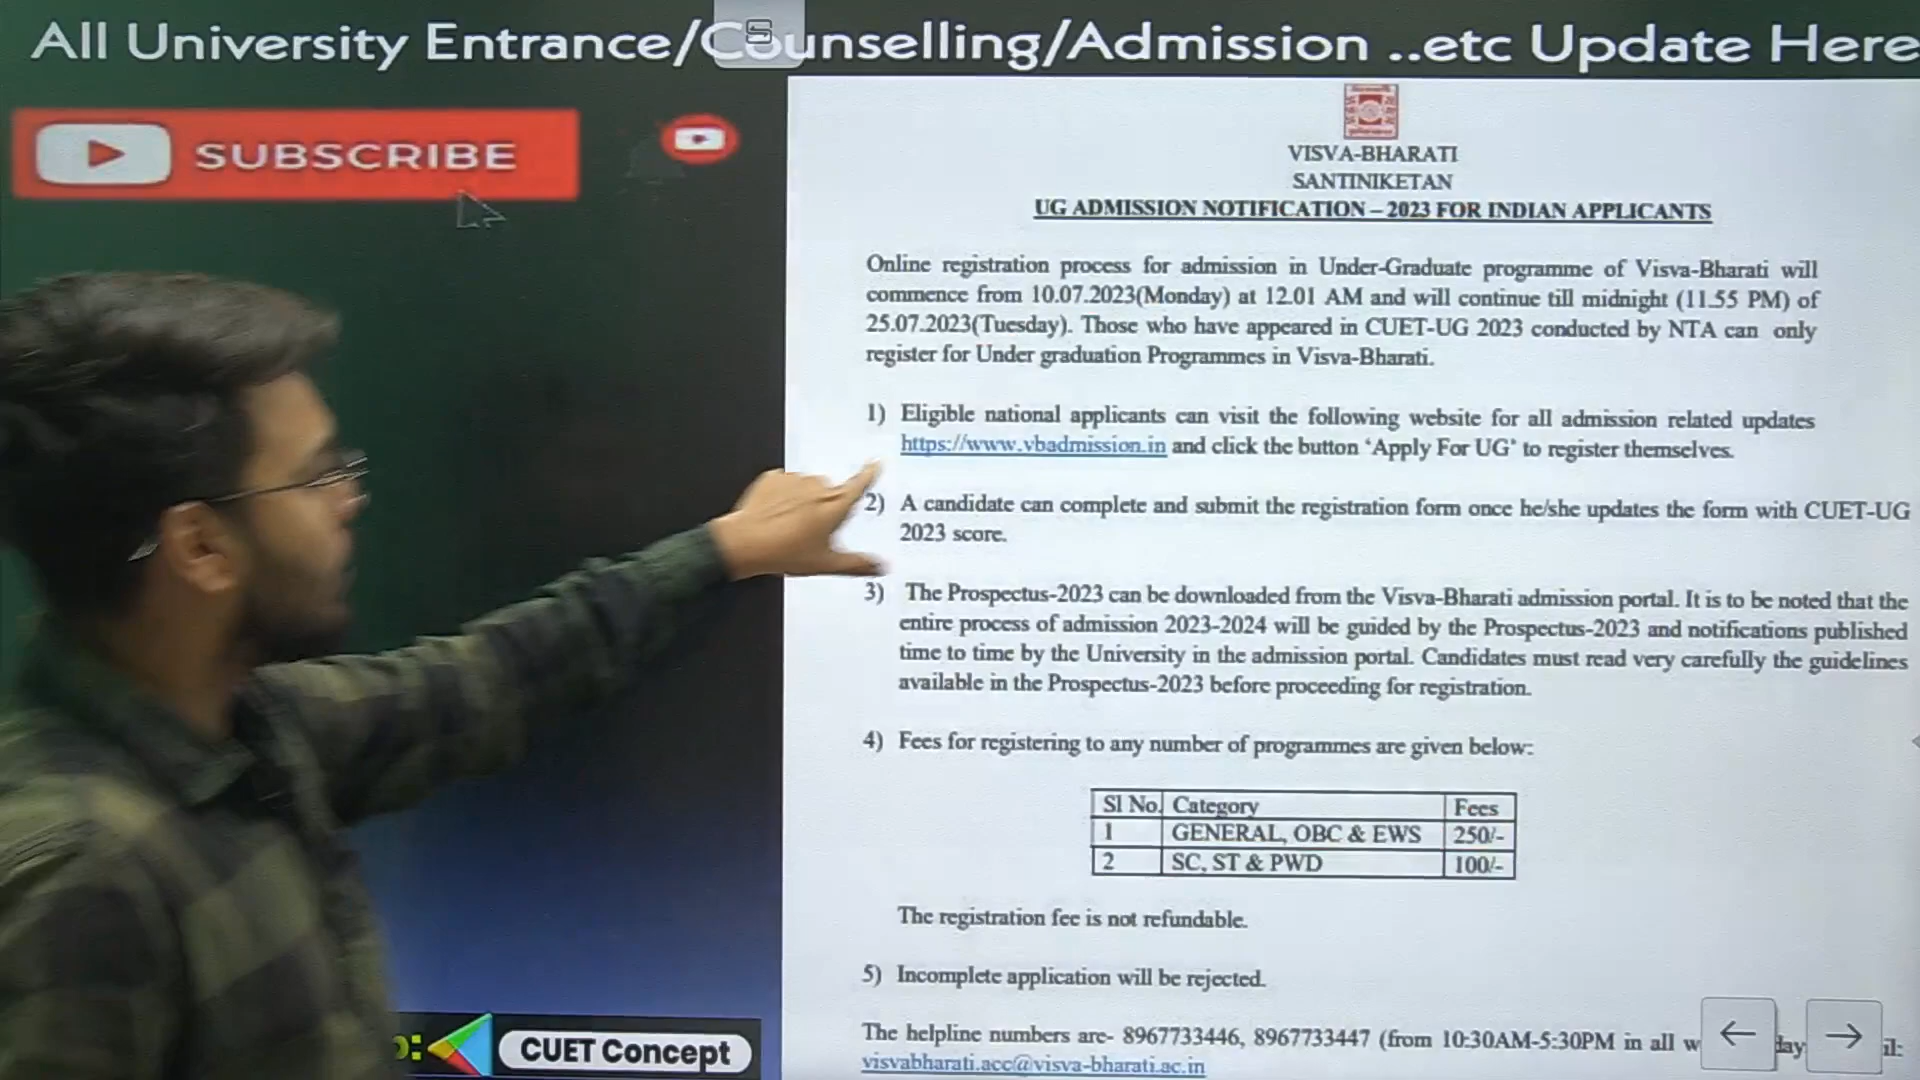 All University Entrance/Counselling/Admission ..etc Update Here
SUBSCRIBE
VISVA-BHARATI
SANTINIKETAN
UG ADMISSION NOTIFICATION – 2023 FOR INDIAN APPLICANTS
Online registration process for admission in Under-Graduate programme of Visva-Bharati will
commence from 10.07.2023(Monday) at 12.01 AM and will continue till midnight (11.55 PM) of
25.07.2023(Tuesday). Those who have appeared in CUET-UG 2023 conducted by NTA can only
register for Under graduation Programmes in Visva-Bharati.
1) Eligible national applicants can visit the following website for all admission related updates
https://www.vbadmission.in and click the button ‘Apply For UG’ to register themselves.
2) A candidate can complete and submit the registration form once he/she updates the form with CUET-UG
2023 score.
3) The Prospectus-2023 can be downloaded from the Visva-Bharati admission portal. It is to be noted that the
entire process of admission 2023-2024 will be guided by the Prospectus-2023 and notifications published
time to time by the University in the admission portal. Candidates must read very carefully the guidelines
available in the Prospectus-2023 before proceeding for registration.
4) Fees for registering to any number of programmes are given below:
Sl No. Category Fees
1 GENERAL, OBC & EWS 250/-
2 SC, ST & PWD 100/-
The registration fee is not refundable.
5) Incomplete application will be rejected.
The helpline numbers are- 8967733446, 8967733447 (from 10:30AM-5:30PM in all
visvabharati.acc@visva-bharati.ac.in
CUET Concept